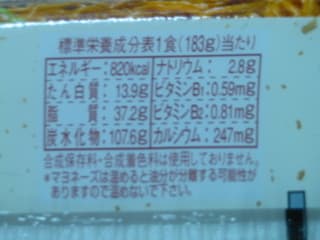 標準栄養成分表1食(183g)当たり
エネルギー:820kcal ナトリウム : 2.8g
たん白質 : 13.9g ビタミンB₁:0.59mg
脂 質 : 37.2g ビタミンB₂:0.81mg
炭水化物:107.6g カルシウム:247mg
合成保存料・合成着色料は使用しておりません。
*マヨネーズは温めると油分が分離する可能性が
ありますので温めないで下さい。